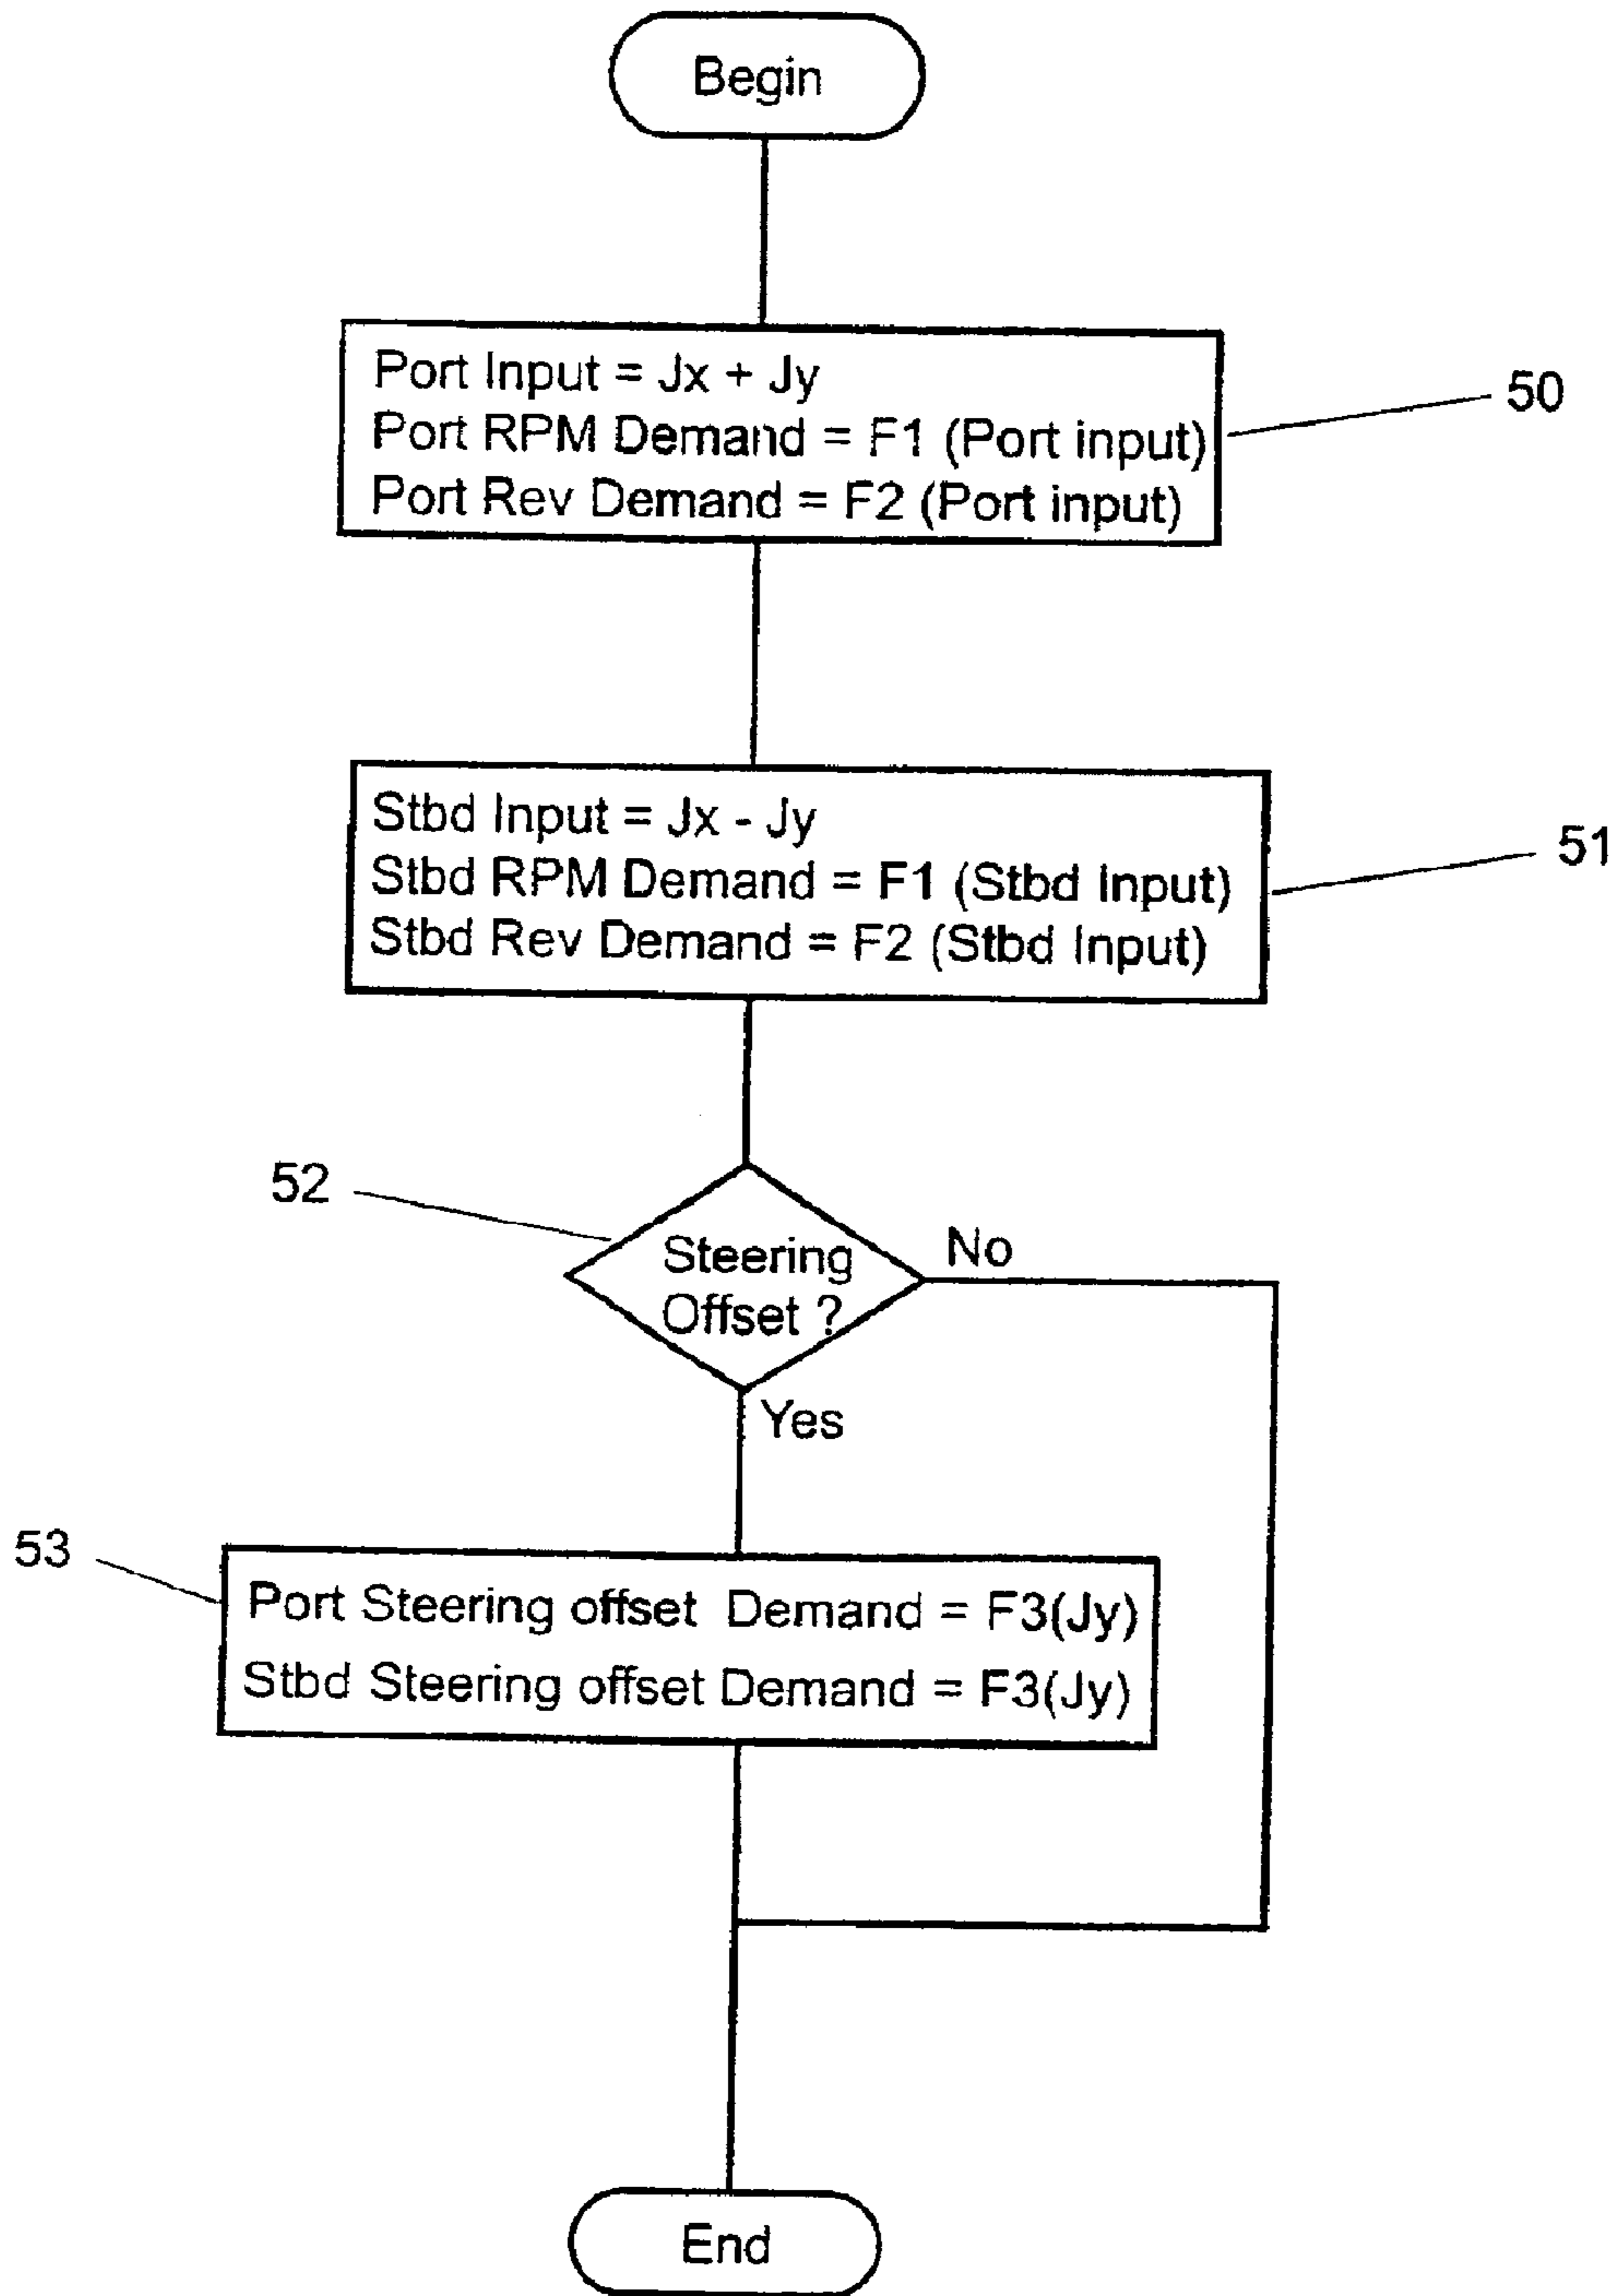 Begin
Port Input = Jx + Jy
Port RPM Demand = F1 (Port input)
Port Rev Demand = F2 (Port input)
50
Stbd Input = Jx - Jy
Stbd RPM Demand = F1 (Stbd Input)
Stbd Rev Demand = F2 (Stbd Input)
51
52
Steering
Offset ?
No
Yes
53
Port Steering offset Demand = F3(Jy)
Stbd Steering offset Demand = F3(Jy)
End